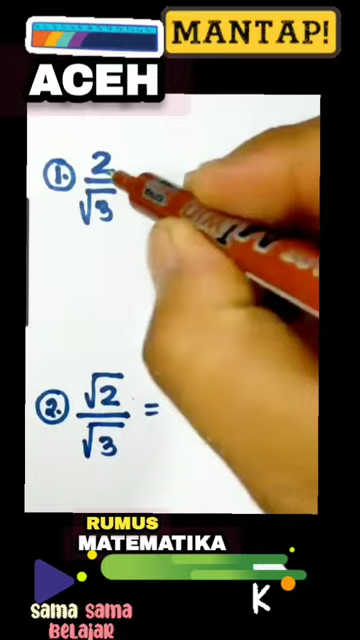 MANTAP!
ACEH
1. 2/√3
2. √2/√3 =
RUMUS
MATEMATIKA
K
sama sama
BELAJAR